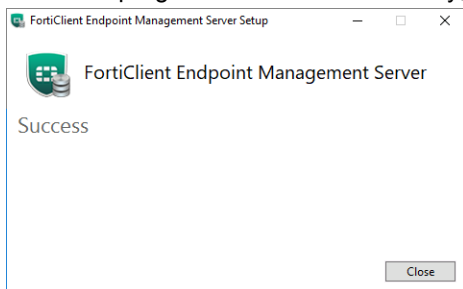 FortiClient Endpoint Management Server Setup
FortiClient Endpoint Management Server
Success
Close